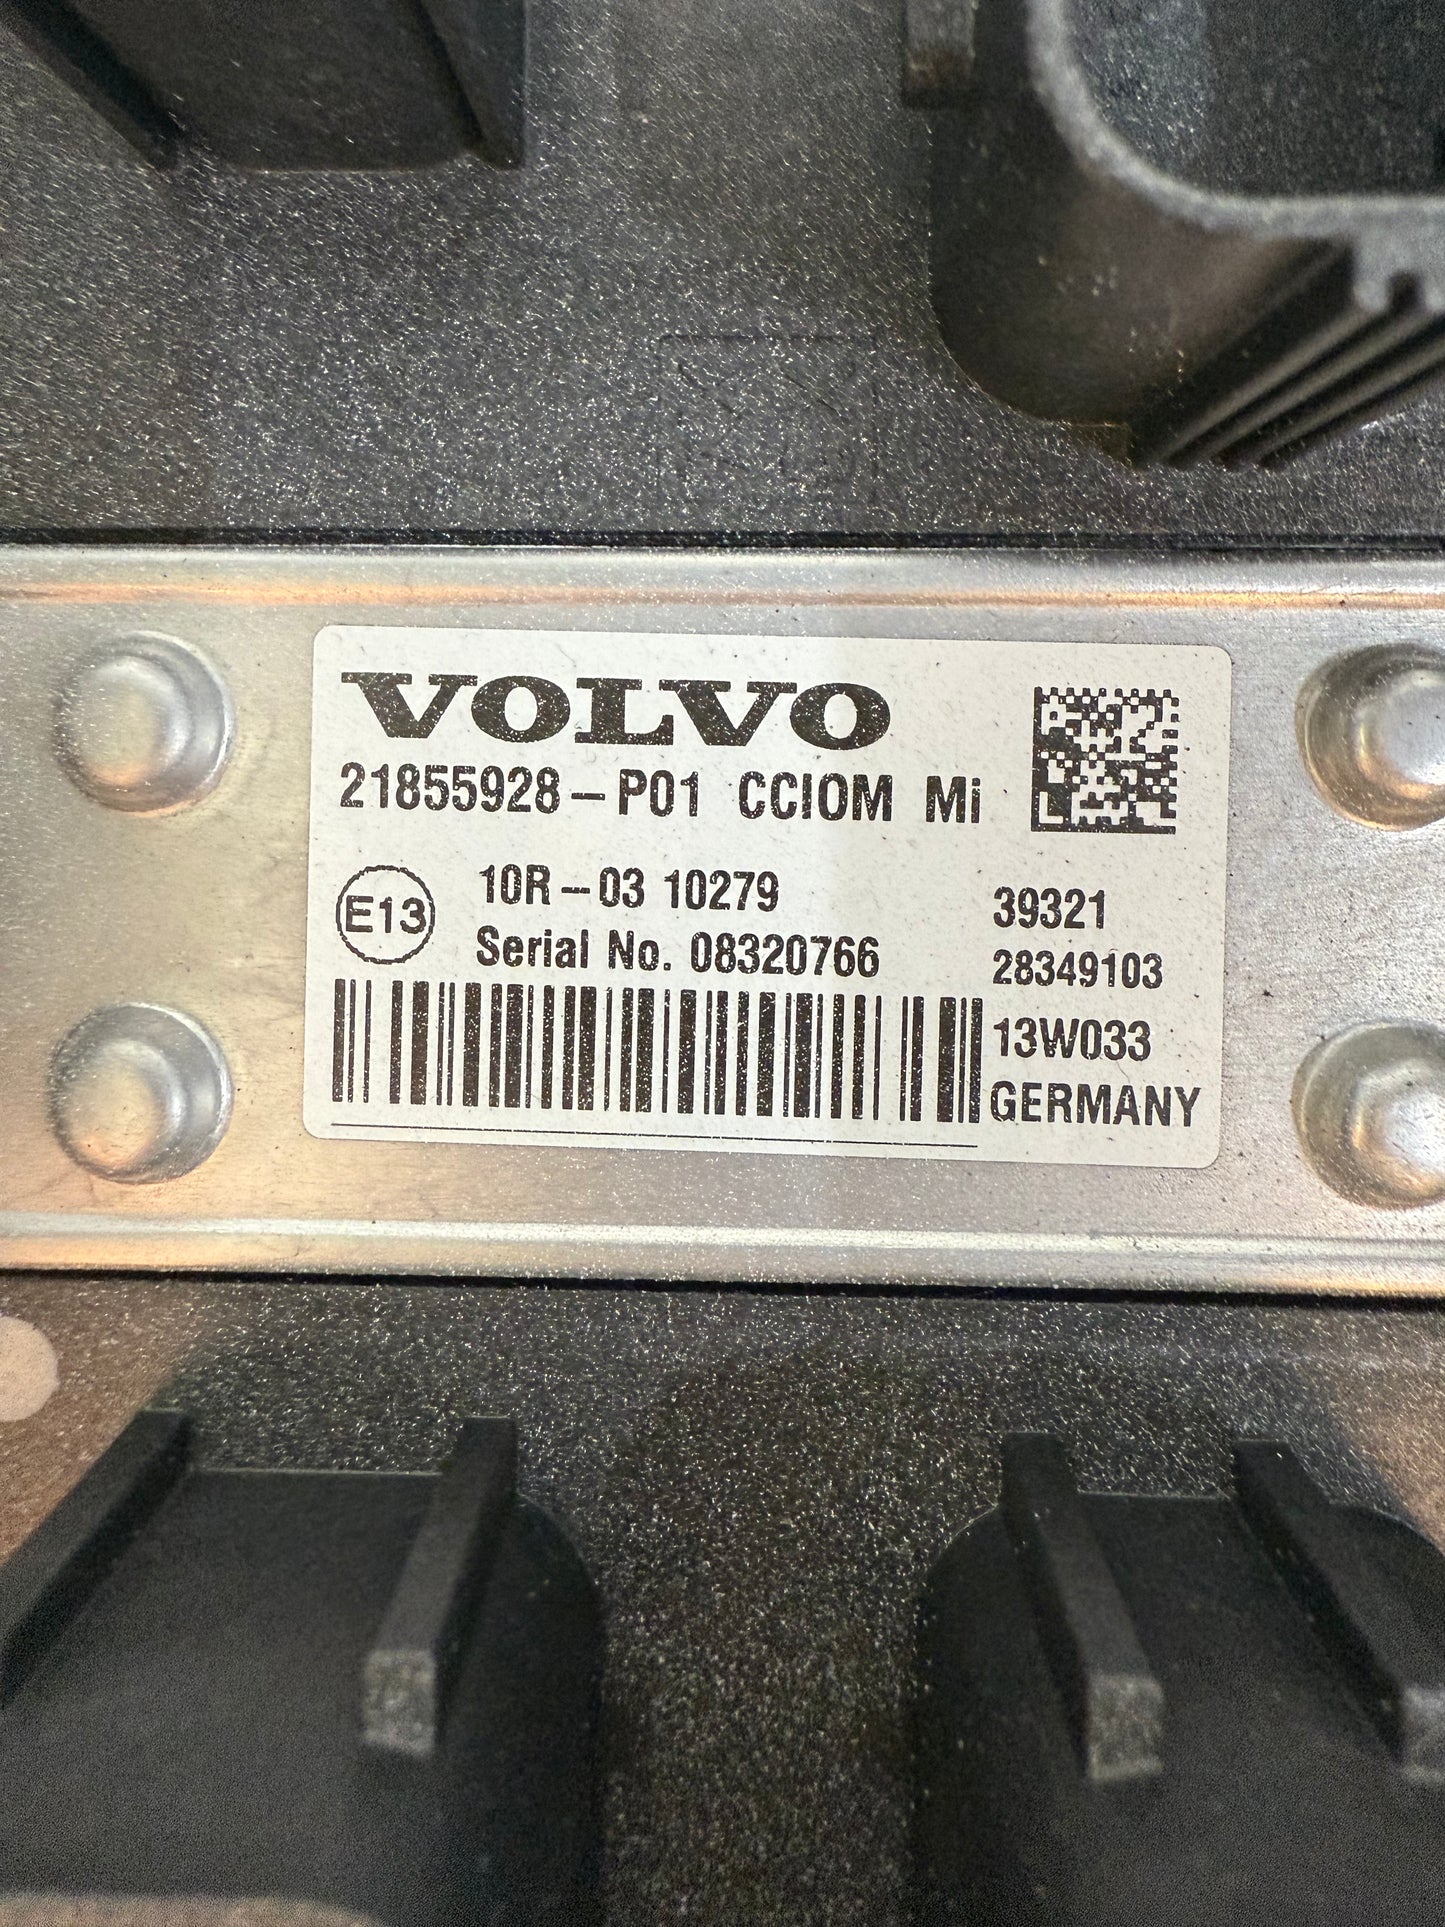 VOLVO
21855928-P01 CCIOM Mi
E13
10R-03 10279
Serial No. 08320766
39321
28349103
13W033
GERMANY